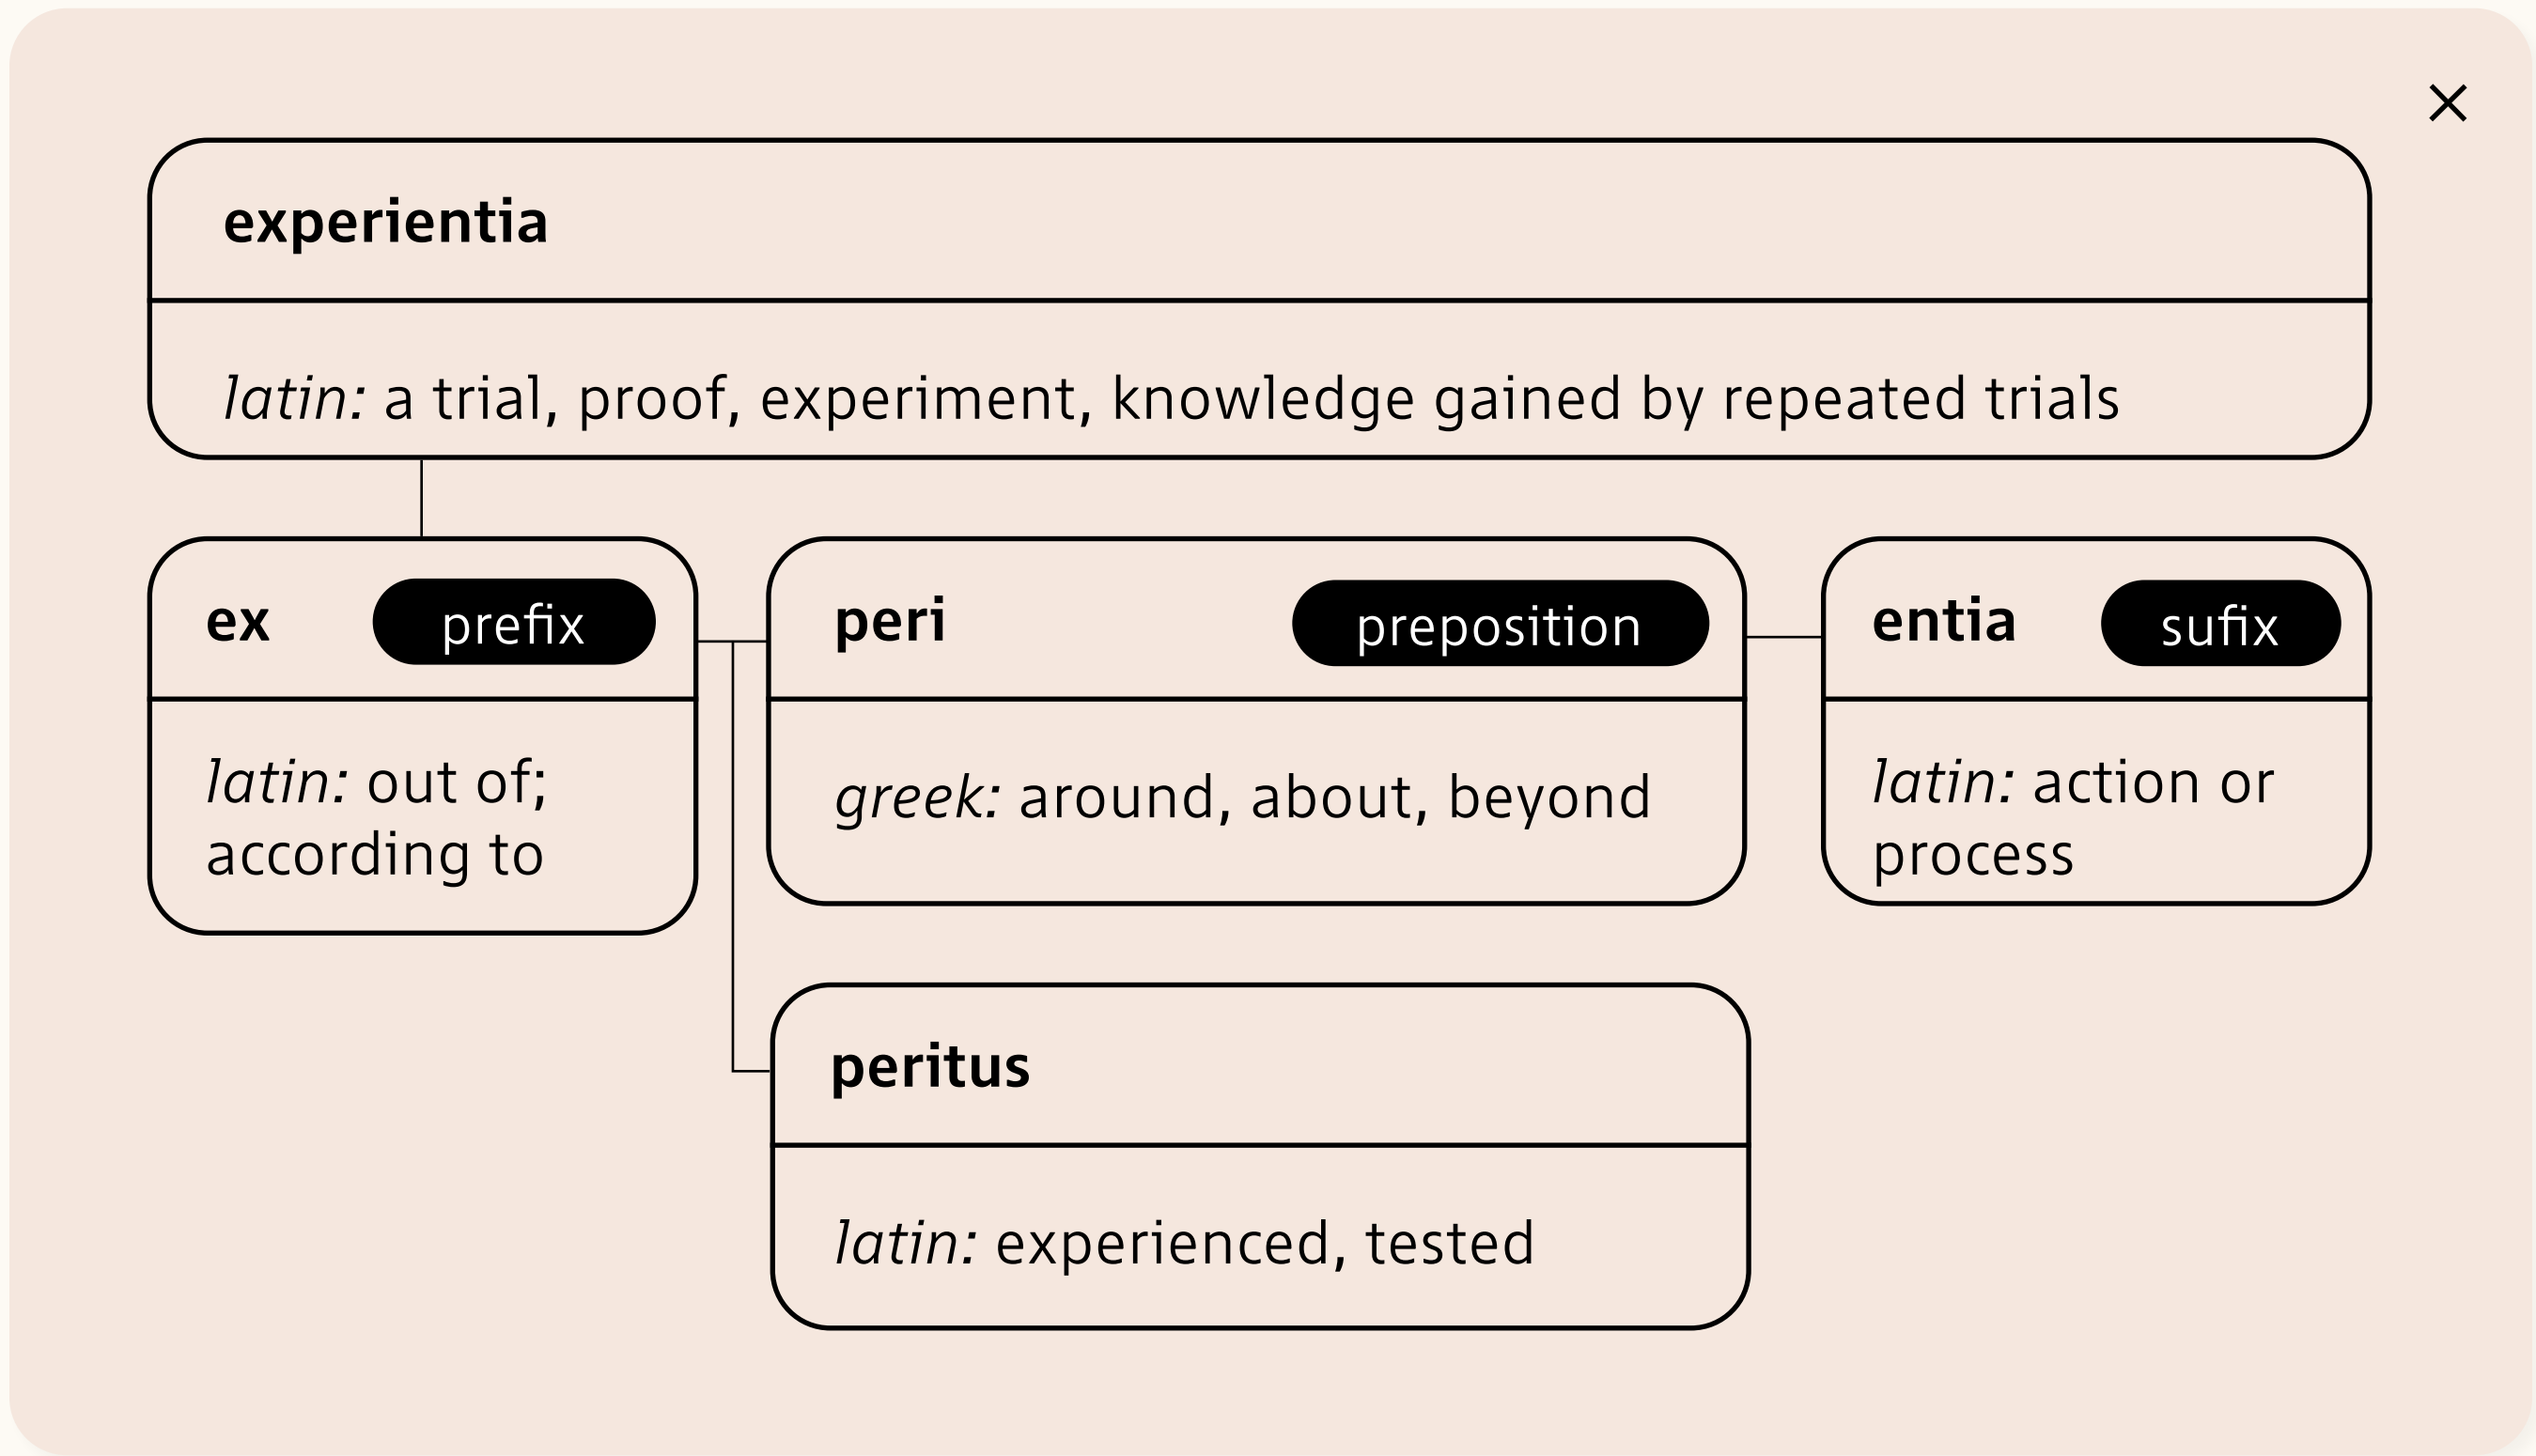 experientia
latin: a trial, proof, experiment, knowledge gained by repeated trials
ex prefix
latin: out of;
according to
peri preposition
greek: around, about, beyond
entia sufix
latin: action or
process
peritus
latin: experienced, tested